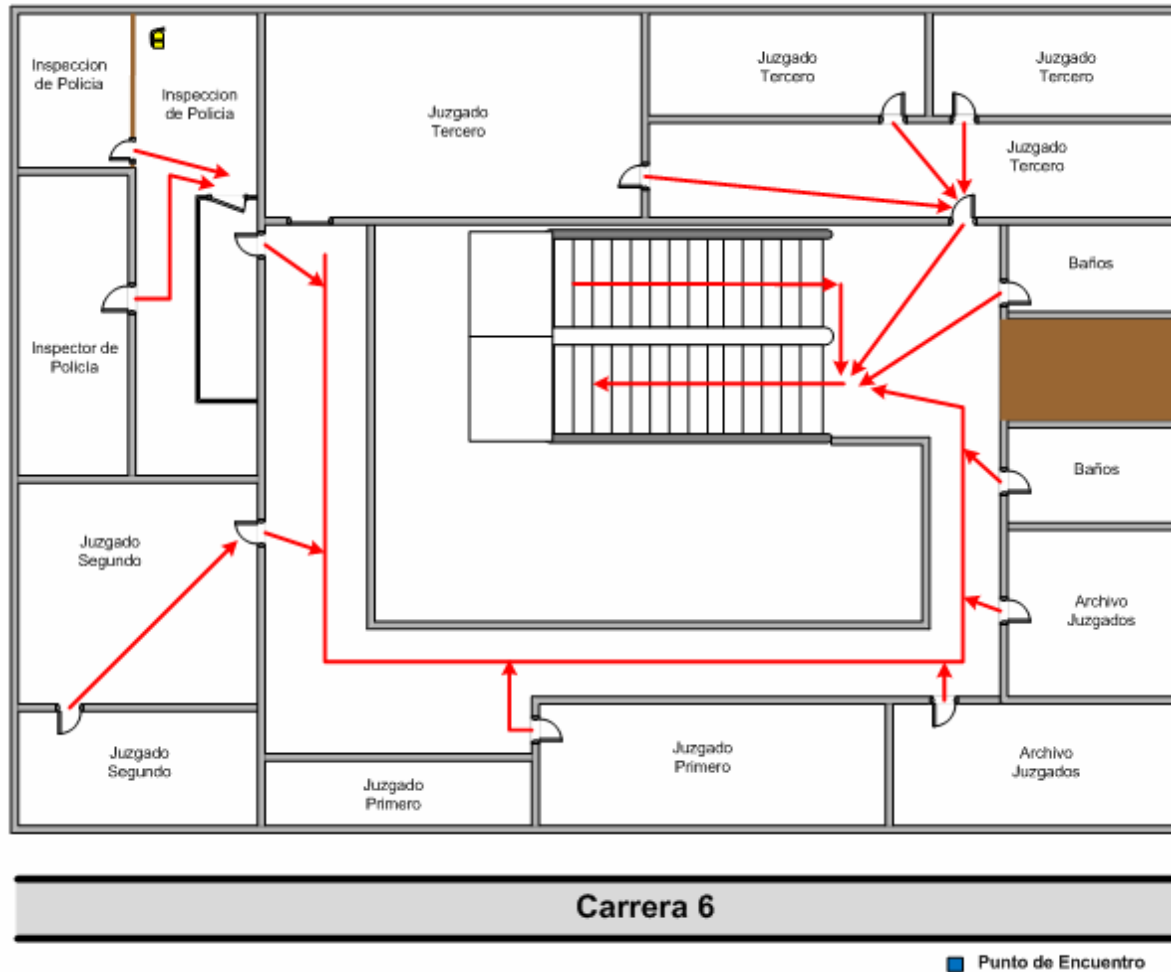 Inspeccion
de Policia
Inspeccion
de Policia
Juzgado
Tercero
Juzgado
Tercero
Juzgado
Tercero
Juzgado
Tercero
Baños
Inspector de
Policia
Baños
Juzgado
Segundo
Archivo
Juzgados
Juzgado
Segundo
Juzgado
Primero
Juzgado
Primero
Archivo
Juzgados
Carrera 6
Punto de Encuentro